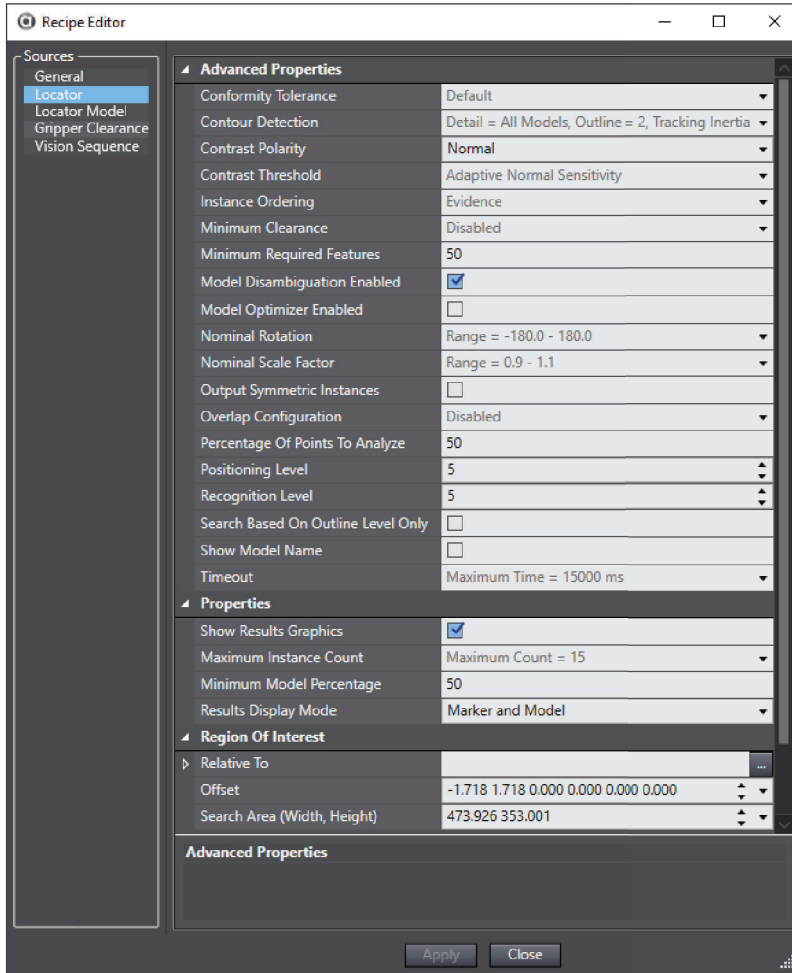 Recipe Editor
Sources
General
Locator
Locator Model
Gripper Clearance
Vision Sequence
Advanced Properties
Conformity Tolerance Default
Contour Detection Detail = All Models, Outline = 2, Tracking Inertia
Contrast Polarity Normal
Contrast Threshold Adaptive Normal Sensitivity
Instance Ordering Evidence
Minimum Clearance Disabled
Minimum Required Features 50
Model Disambiguation Enabled
Model Optimizer Enabled
Nominal Rotation Range = -180.0 - 180.0
Nominal Scale Factor Range = 0.9 - 1.1
Output Symmetric Instances
Overlap Configuration Disabled
Percentage Of Points To Analyze 50
Positioning Level 5
Recognition Level 5
Search Based On Outline Level Only
Show Model Name
Timeout Maximum Time = 15000 ms
Properties
Show Results Graphics
Maximum Instance Count Maximum Count = 15
Minimum Model Percentage 50
Results Display Mode Marker and Model
Region Of Interest
Relative To ...
Offset -1.718 1.718 0.000 0.000 0.000 0.000
Search Area (Width, Height) 473.926 353.001
Advanced Properties
Apply Close